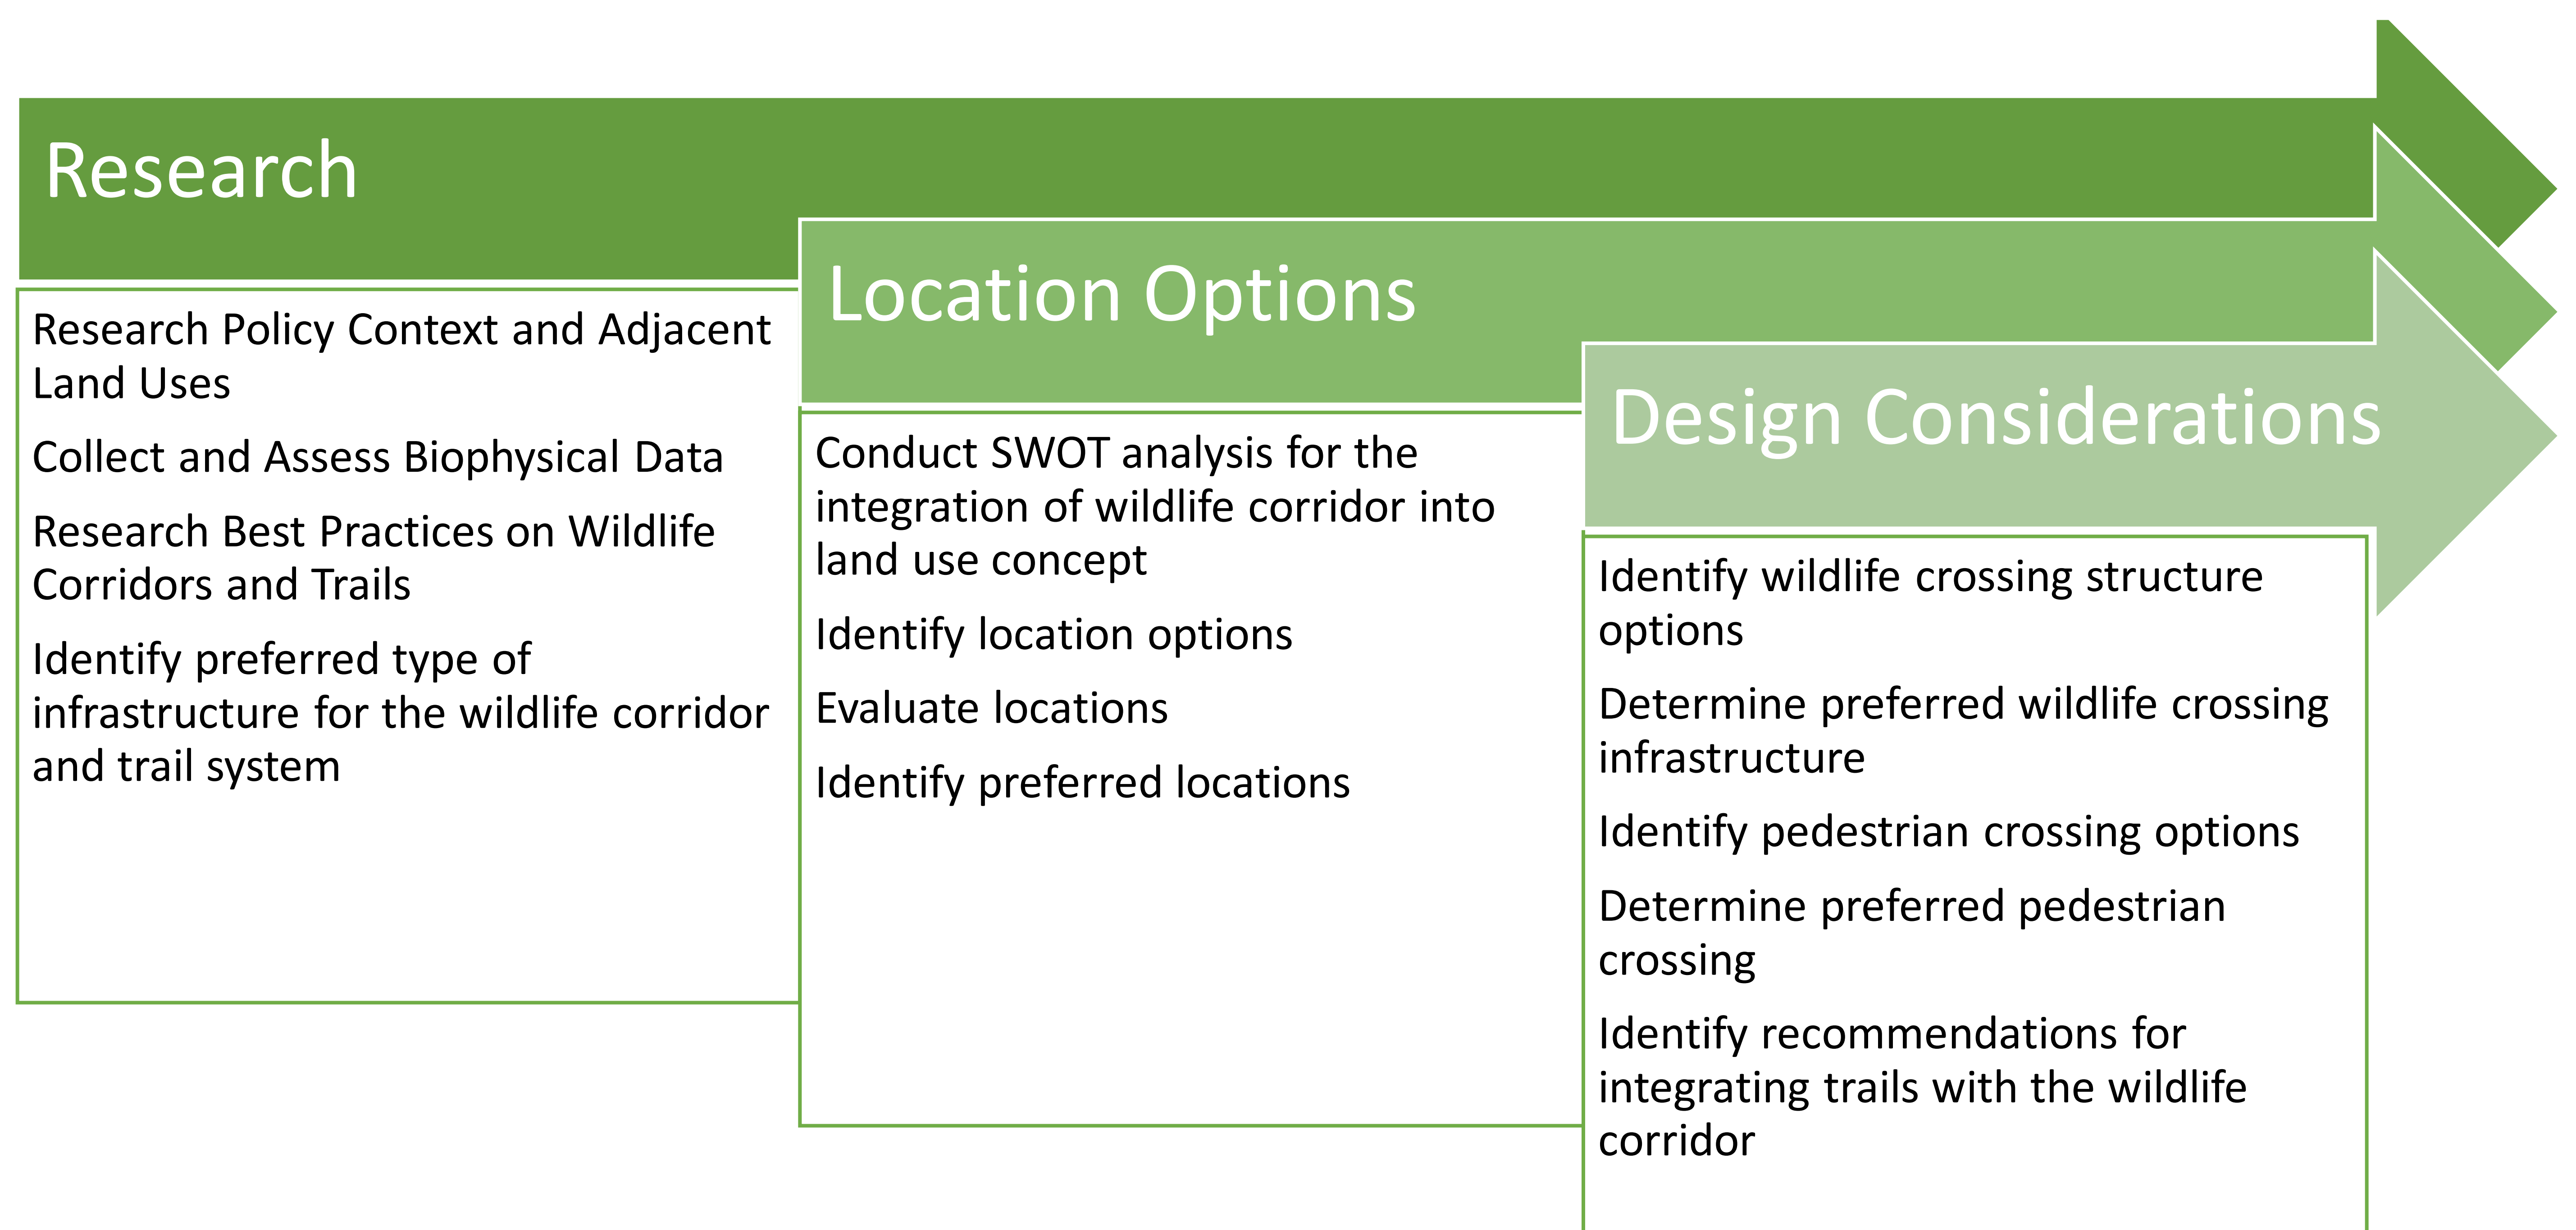 Research
Research Policy Context and Adjacent
Land Uses
Collect and Assess Biophysical Data
Research Best Practices on Wildlife
Corridors and Trails
Identify preferred type of
infrastructure for the wildlife corridor
and trail system
Location Options
Conduct SWOT analysis for the
integration of wildlife corridor into
land use concept
Identify location options
Evaluate locations
Identify preferred locations
Design Considerations
Identify wildlife crossing structure
options
Determine preferred wildlife crossing
infrastructure
Identify pedestrian crossing options
Determine preferred pedestrian
crossing
Identify recommendations for
integrating trails with the wildlife
corridor